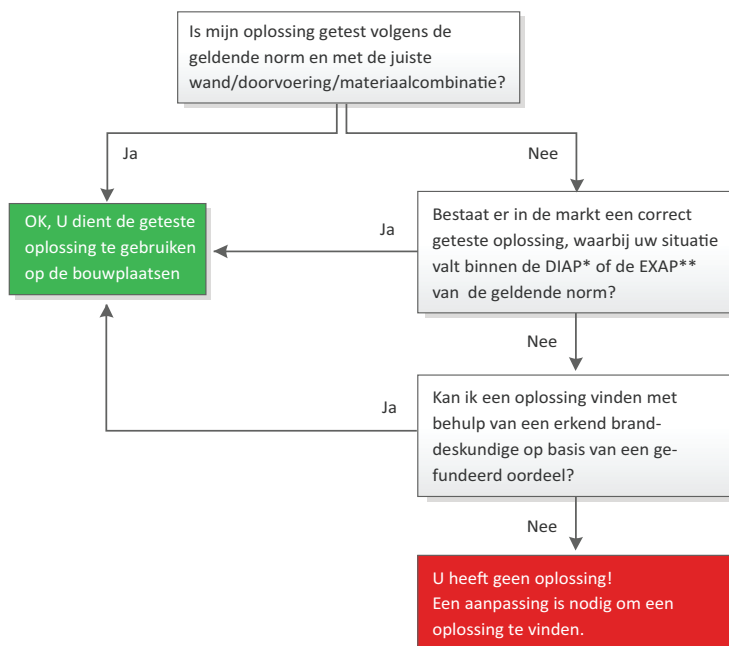 Is mijn oplossing getest volgens de
geldende norm en met de juiste
wand/doorvoering/materiaalcombinatie?
Ja
Nee
OK, U dient de geteste
oplossing te gebruiken
op de bouwplaatsen
Ja
Bestaat er in de markt een correct
geteste oplossing, waarbij uw situatie
valt binnen de DIAP* of de EXAP**
van de geldende norm?
Nee
Ja
Kan ik een oplossing vinden met
behulp van een erkend brand-
deskundige op basis van een ge-
fundeerd oordeel?
Nee
U heeft geen oplossing!
Een aanpassing is nodig om een
oplossing te vinden.